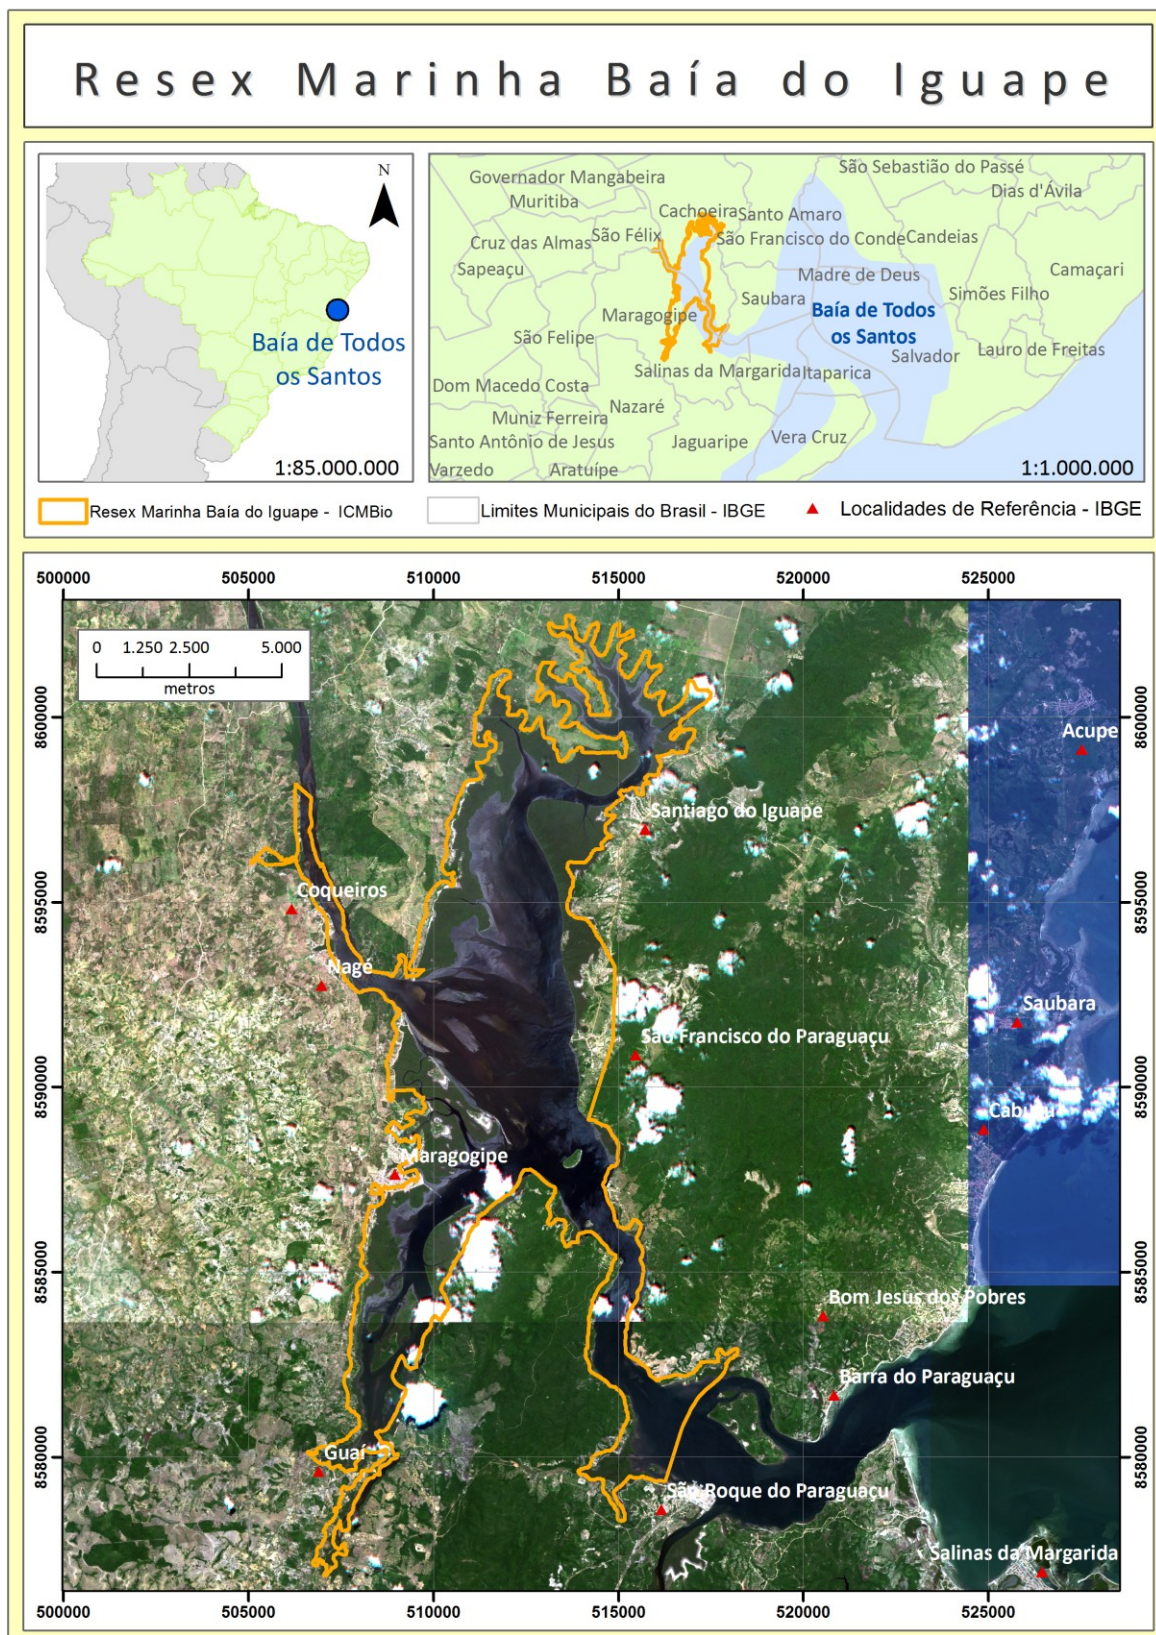 Resex Marinha Baía do Iguape
N
Baía de Todos
os Santos
1:85.000.000
São Sebastião do Passé
Governador Mangabeira
Dias d'Ávila
Muritiba
Cachoeira
Santo Amaro
São Félix
Cruz das Almas
São Francisco do Conde
Candeias
Sapeaçu
Madre de Deus
Camaçari
Saubara
Simões Filho
Maragogipe
Baía de Todos
os Santos
São Felipe
Salvador
Lauro de Freitas
Salinas da Margarida
Itaparica
Dom Macedo Costa
Nazaré
Muniz Ferreira
Santo Antônio de Jesus
Jaguaripe
Vera Cruz
Varzedo
Aratuípe
1:1.000.000
Resex Marinha Baía do Iguape - ICMBio
Limites Municipais do Brasil - IBGE
Localidades de Referência - IBGE
500000 505000 510000 515000 520000 525000
0 1.250 2.500 5.000
metros
8600000
8600000
Acupe
Santiago do Iguape
Coqueiros
8595000
8595000
Nagé
Saubara
São Francisco do Paraguaçu
8590000
8590000
Cabuçu
Maragogipe
8585000
8585000
Bom Jesus dos Pobres
Barra do Paraguaçu
Guaí
8580000
8580000
São Roque do Paraguaçu
Salinas da Margarida
500000 505000 510000 515000 520000 525000